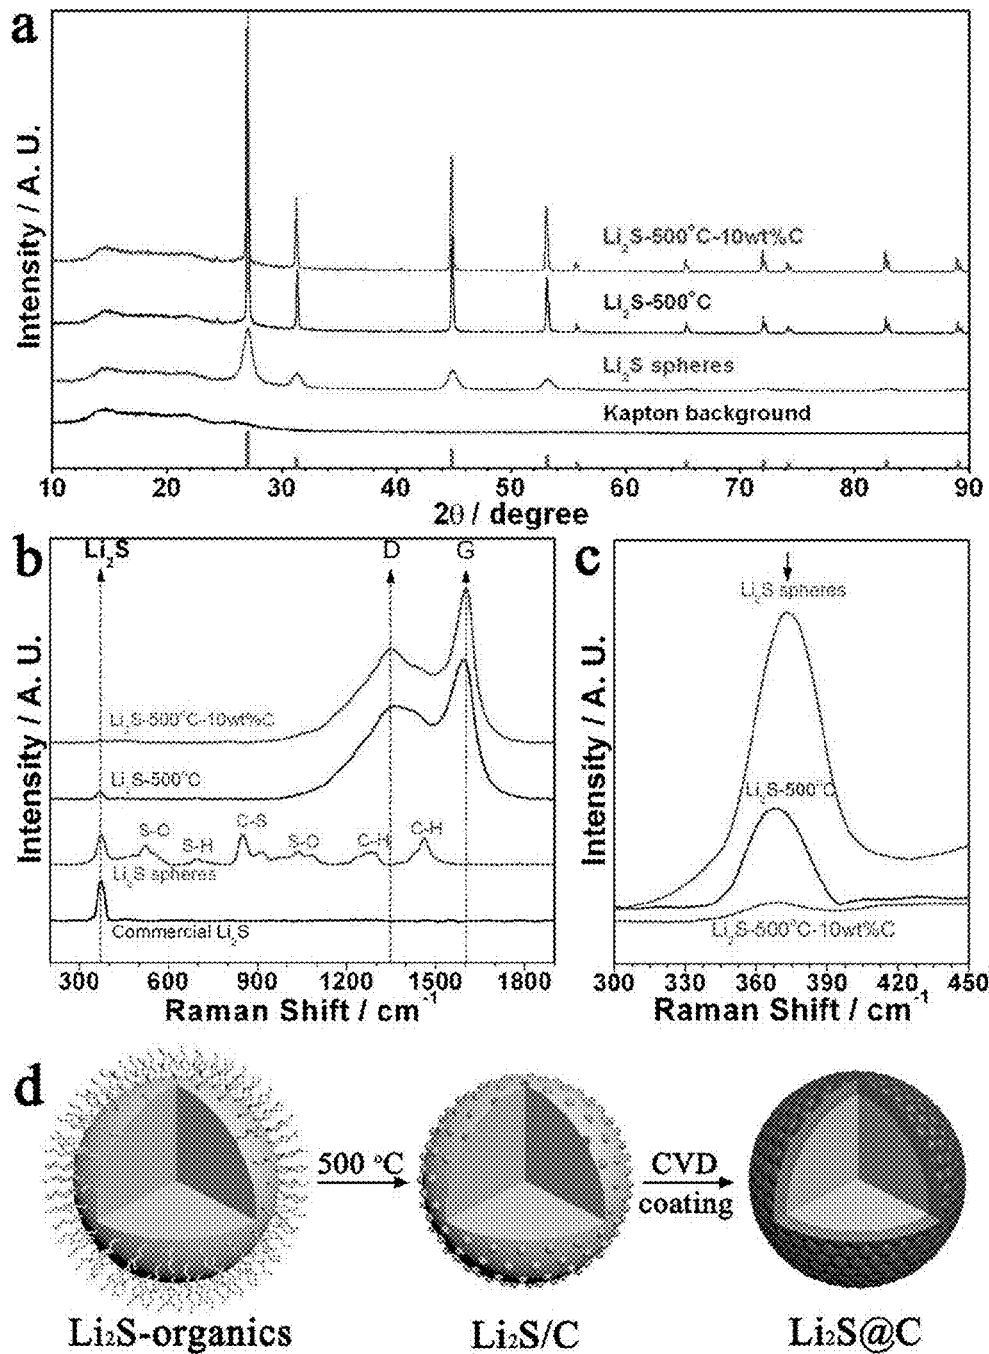 a
Intensity / A. U.
Li2S-500°C-10wt%C
Li2S-500°C
Li2S spheres
Kapton background
10 20 30 40 50 60 70 80 90
2θ / degree
b
Intensity / A. U.
Li2S D G
Li2S-500°C-10wt%C
Li2S-500°C
S-O S-H C-S S-O C-H C-H
Li2S spheres
Commercial Li2S
300 600 900 1200 1500 1800
Raman Shift / cm-1
c
Intensity / A. U.
Li2S spheres
Li2S-500°C
Li2S-500°C-10wt%C
300 330 360 390 420 450
Raman Shift / cm-1
d
500 °C
CVD
coating
Li2S-organics Li2S/C Li2S@C